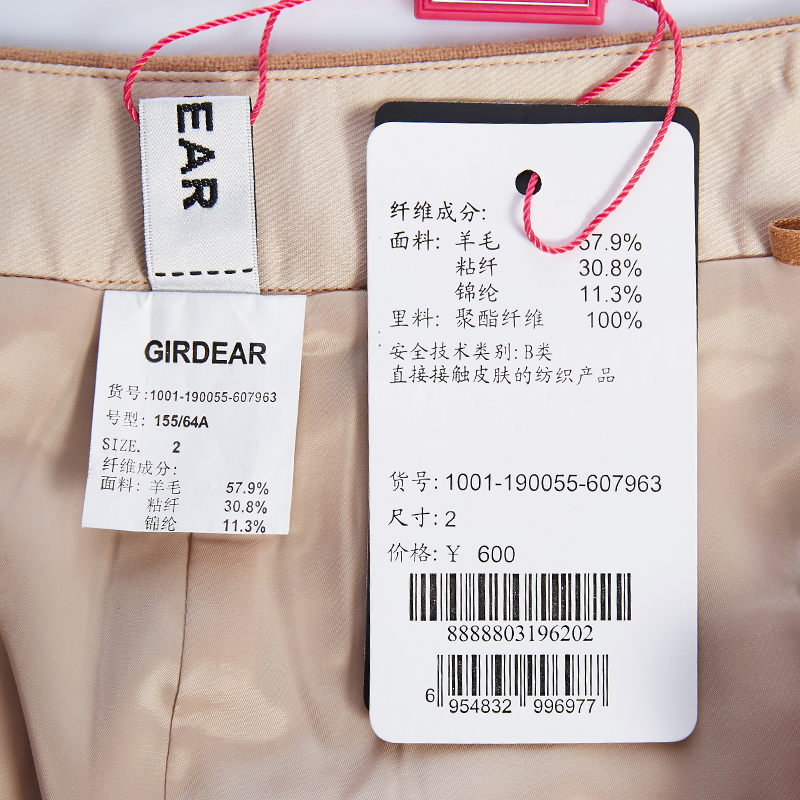 EAR
GIRDEAR
货号:1001-190055-607963
号型: 155/64A
SIZE. 2
纤维成分:
面料: 羊毛 57.9%
粘纤 30.8%
锦纶 11.3%
纤维成分:
面料: 羊毛 57.9%
粘纤 30.8%
锦纶 11.3%
里料: 聚酯纤维 100%
安全技术类别: B类
直接接触皮肤的纺织产品
货号: 1001-190055-607963
尺寸: 2
价格: ¥ 600
8888803196202
6 954832 996977